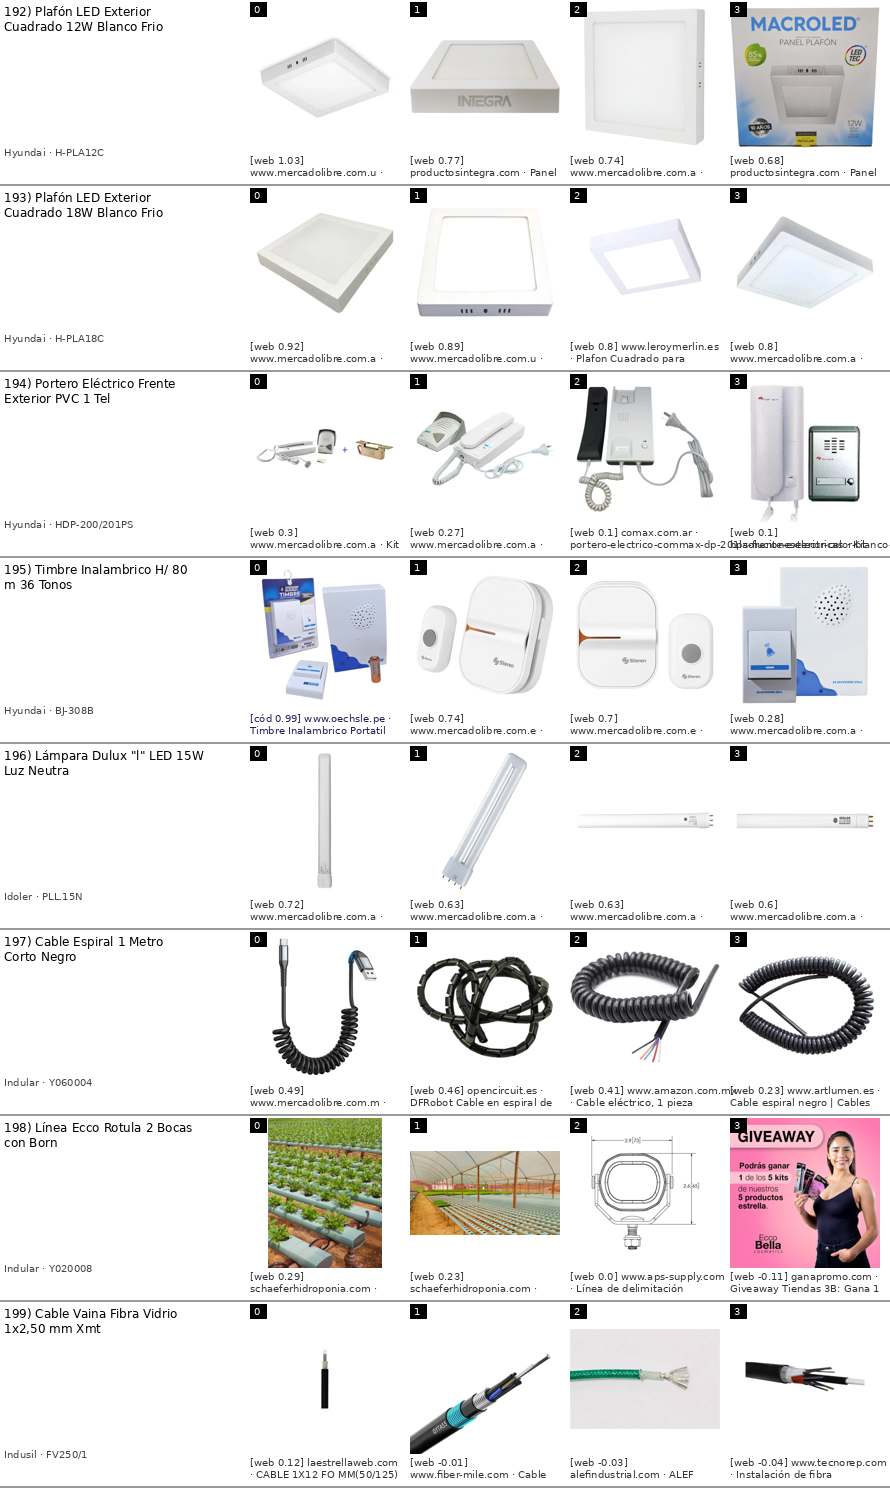 192) Plafón LED Exterior
Cuadrado 12W Blanco Frio
Hyundai · H-PLA12C
0
[web 1.03]
www.mercadolibre.com.u ·
1
INTEGRA
[web 0.77]
productosintegra.com · Panel
2
[web 0.74]
www.mercadolibre.com.a ·
3
MACROLED
PANEL PLAFÓN
LED
TEC
12W
[web 0.68]
productosintegra.com · Panel
193) Plafón LED Exterior
Cuadrado 18W Blanco Frio
Hyundai · H-PLA18C
0
[web 0.92]
www.mercadolibre.com.a ·
1
[web 0.89]
www.mercadolibre.com.u ·
2
[web 0.8] www.leroymerlin.es
· Plafon Cuadrado para
3
[web 0.8]
www.mercadolibre.com.a ·
194) Portero Eléctrico Frente
Exterior PVC 1 Tel
Hyundai · HDP-200/201PS
0
+
[web 0.3]
www.mercadolibre.com.a · Kit
1
[web 0.27]
www.mercadolibre.com.a ·
2
[web 0.1] comax.com.ar ·
portero-electrico-commax-dp-201
3
[web 0.1]
195) Timbre Inalambrico H/ 80
m 36 Tonos
Hyundai · BJ-308B
0
TIMBRE
[cód 0.99] www.oechsle.pe ·
Timbre Inalambrico Portatil
1
Steren
[web 0.74]
www.mercadolibre.com.e ·
2
Steren
[web 0.7]
www.mercadolibre.com.e ·
3
[web 0.28]
www.mercadolibre.com.a ·
196) Lámpara Dulux "l" LED 15W
Luz Neutra
Idoler · PLL.15N
0
[web 0.72]
www.mercadolibre.com.a ·
1
[web 0.63]
www.mercadolibre.com.a ·
2
[web 0.63]
www.mercadolibre.com.a ·
3
[web 0.6]
www.mercadolibre.com.a ·
197) Cable Espiral 1 Metro
Corto Negro
Indular · Y060004
0
[web 0.49]
www.mercadolibre.com.m ·
1
[web 0.46] opencircuit.es ·
DFRobot Cable en espiral de
2
[web 0.41] www.amazon.com.mx
· Cable eléctrico, 1 pieza
3
[web 0.23] www.artlumen.es ·
Cable espiral negro | Cables
198) Línea Ecco Rotula 2 Bocas
con Born
Indular · Y020008
0
[web 0.29]
schaeferhidroponia.com ·
1
[web 0.23]
schaeferhidroponia.com ·
2
[web 0.0] www.aps-supply.com
· Línea de delimitación
3
GIVEAWAY
Podrás ganar
1 de los 5 kits
de nuestros
5 productos
estrella.
Ecco
Bella
cosmetics
[web -0.11] ganapromo.com ·
Giveaway Tiendas 3B: Gana 1
199) Cable Vaina Fibra Vidrio
1x2,50 mm Xmt
Indusil · FV250/1
0
[web 0.12] laestrellaweb.com
· CABLE 1X12 FO MM(50/125)
1
[web -0.01]
www.fiber-mile.com · Cable
2
[web -0.03]
alefindustrial.com · ALEF
3
[web -0.04] www.tecnorep.com
· Instalación de fibra